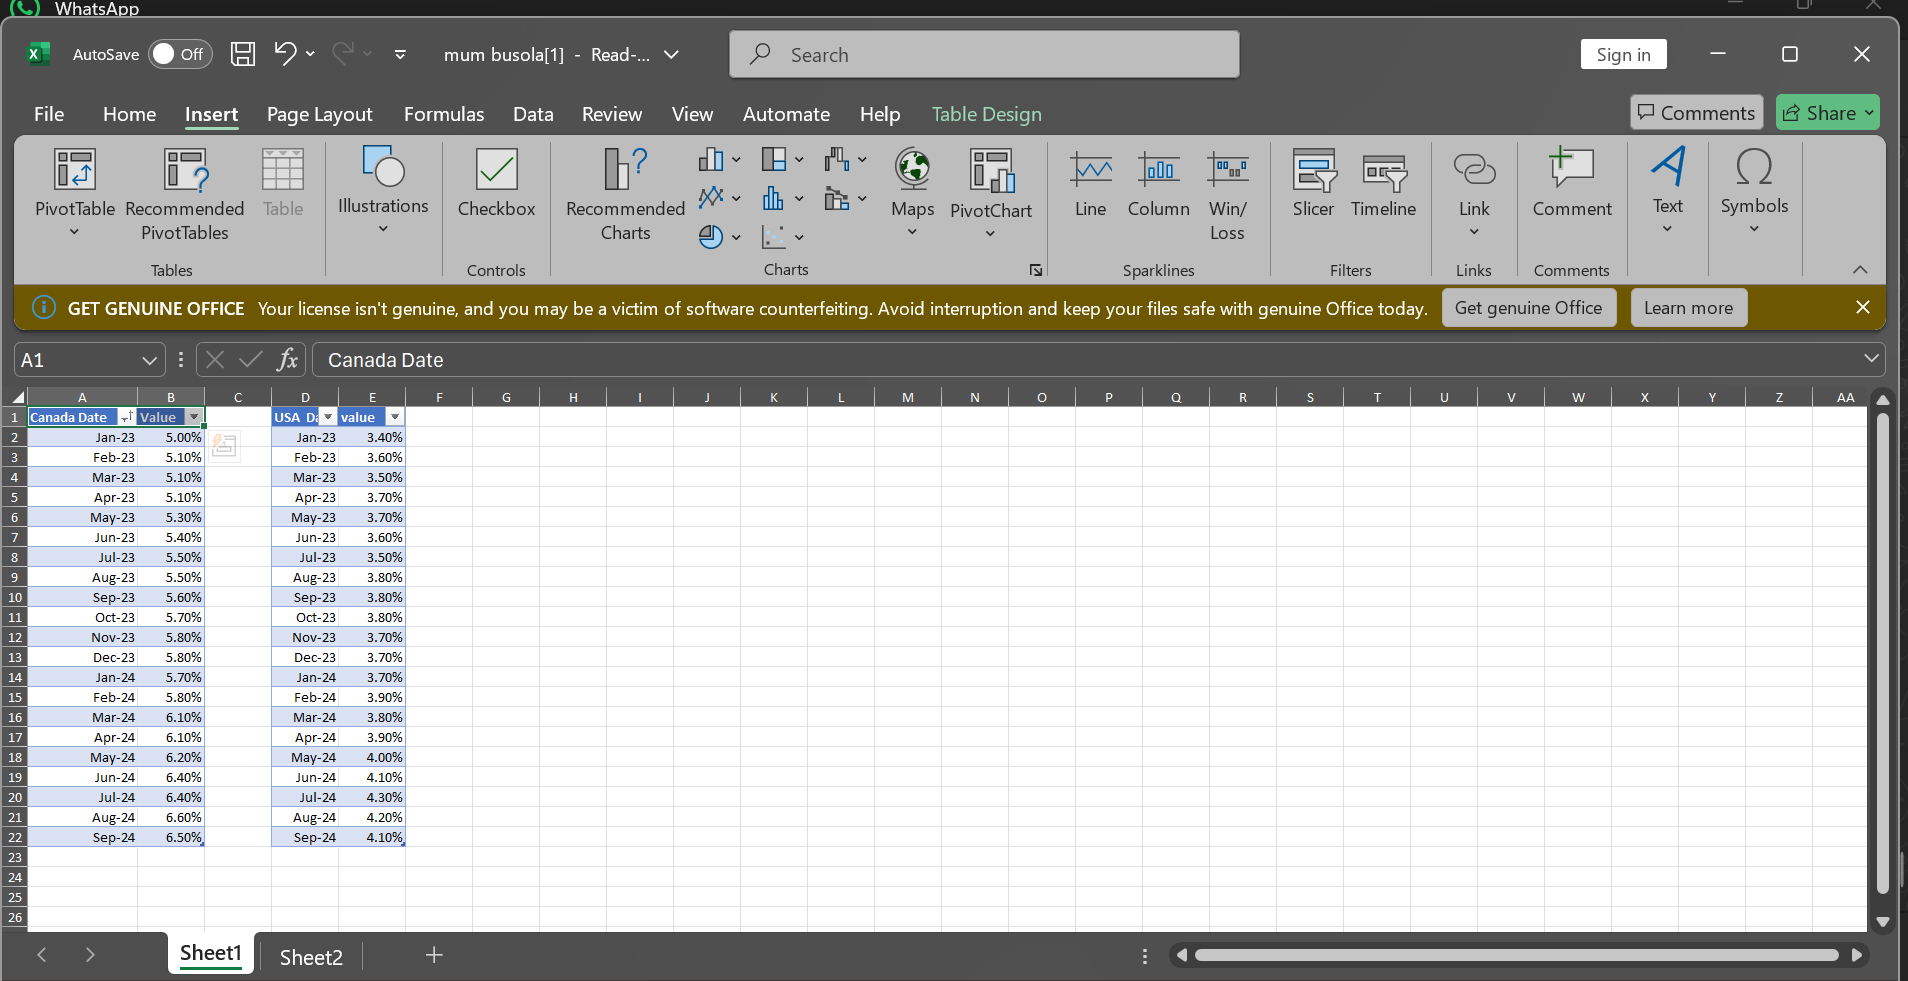 WhatsApp
AutoSave Off mum busola[1] - Read-... Search Sign in
File Home Insert Page Layout Formulas Data Review View Automate Help Table Design Comments Share
PivotTable Recommended PivotTables Table
Tables
Illustrations
Checkbox
Controls
Recommended Charts Maps PivotChart
Charts
Line Column Win/ Loss
Sparklines
Slicer Timeline
Filters
Link
Links
Comment
Comments
Text
Symbols
GET GENUINE OFFICE Your license isn't genuine, and you may be a victim of software counterfeiting. Avoid interruption and keep your files safe with genuine Office today. Get genuine Office Learn more
A1 fx Canada Date
A B C D E F G H I J K L M N O P Q R S T U V W X Y Z AA
1 Canada Date Value USA Da value
2 Jan-23 5.00% Jan-23 3.40%
3 Feb-23 5.10% Feb-23 3.60%
4 Mar-23 5.10% Mar-23 3.50%
5 Apr-23 5.10% Apr-23 3.70%
6 May-23 5.30% May-23 3.70%
7 Jun-23 5.40% Jun-23 3.60%
8 Jul-23 5.50% Jul-23 3.50%
9 Aug-23 5.50% Aug-23 3.80%
10 Sep-23 5.60% Sep-23 3.80%
11 Oct-23 5.70% Oct-23 3.80%
12 Nov-23 5.80% Nov-23 3.70%
13 Dec-23 5.80% Dec-23 3.70%
14 Jan-24 5.70% Jan-24 3.70%
15 Feb-24 5.80% Feb-24 3.90%
16 Mar-24 6.10% Mar-24 3.80%
17 Apr-24 6.10% Apr-24 3.90%
18 May-24 6.20% May-24 4.00%
19 Jun-24 6.40% Jun-24 4.10%
20 Jul-24 6.40% Jul-24 4.30%
21 Aug-24 6.60% Aug-24 4.20%
22 Sep-24 6.50% Sep-24 4.10%
23
24
25
26
Sheet1 Sheet2